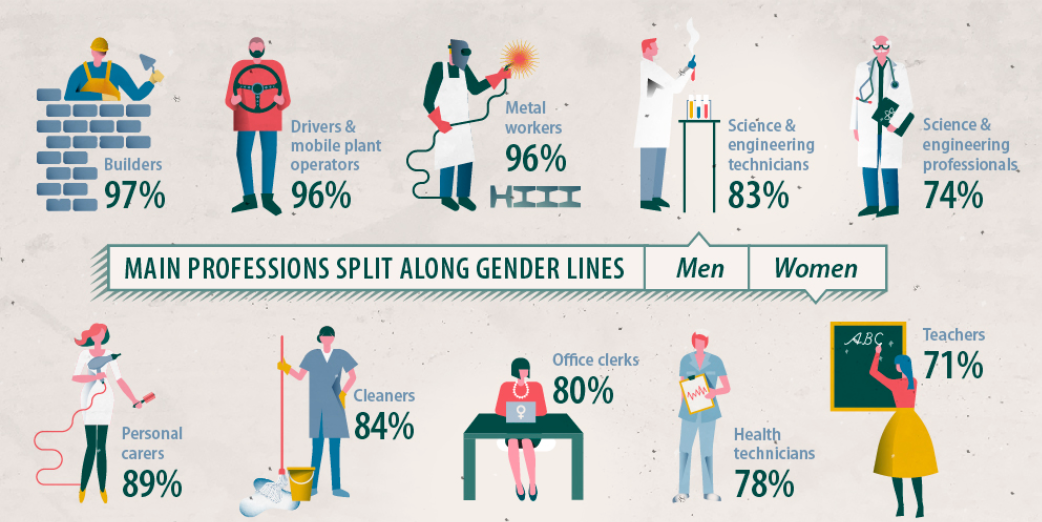 Builders
97%
Drivers &
mobile plant
operators
96%
Metal
workers
96%
Science &
engineering
technicians
83%
Science &
engineering
professionals
74%
MAIN PROFESSIONS SPLIT ALONG GENDER LINES
Men
Women
Personal
carers
89%
Cleaners
84%
Office clerks
80%
Health
technicians
78%
ABC
Teachers
71%